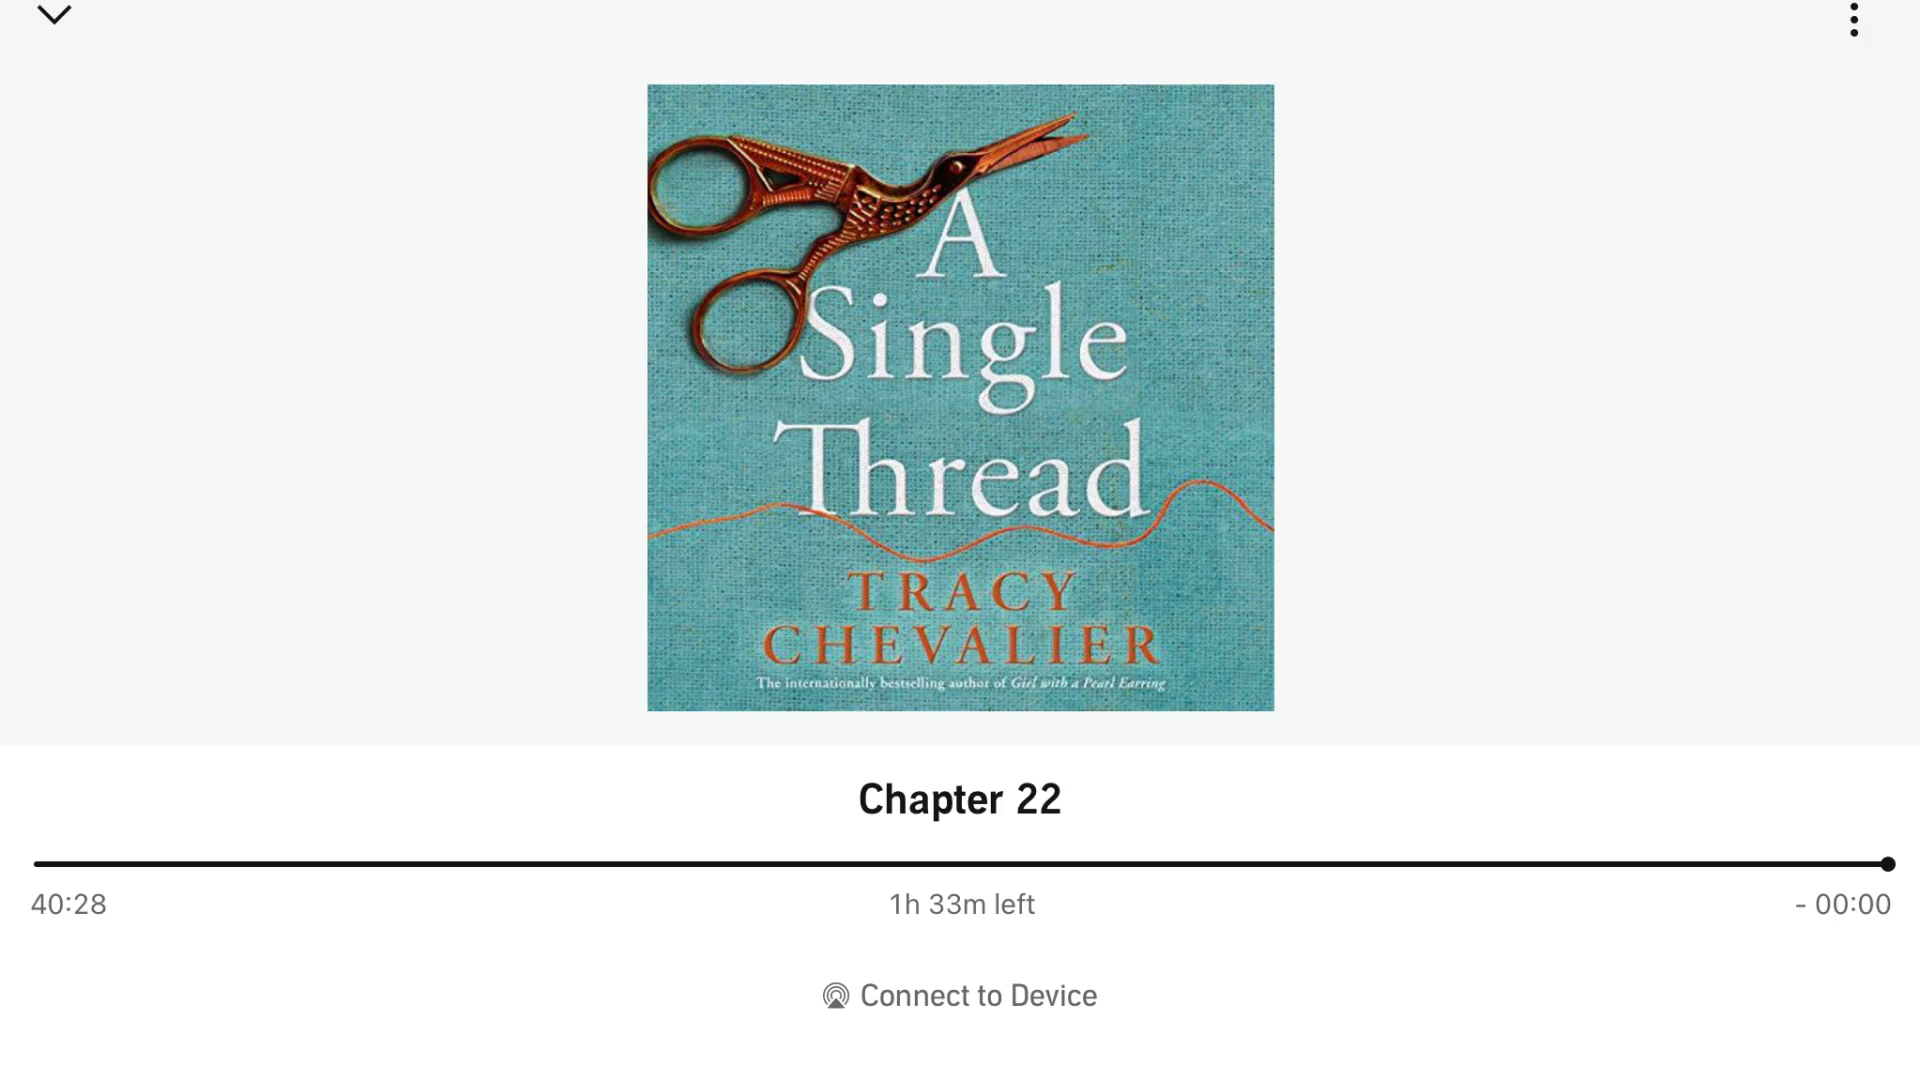 A
Single
Thread
TRACY
CHEVALIER
The internationally bestselling author of Girl with a Pearl Earring
Chapter 22
40:28
1h 33m left
- 00:00
Connect to Device